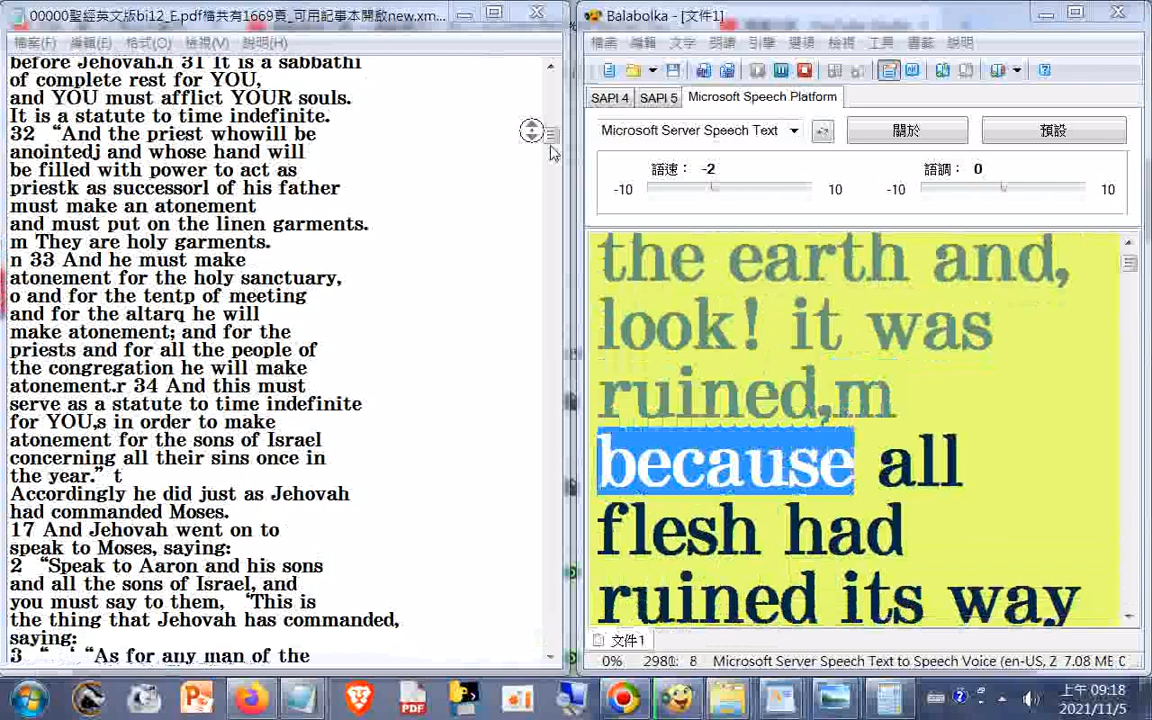 00000聖經英文版bi12_E.pdf檔共有1669頁_可用記事本開啟new.xm...
檔案(F) 編輯(E) 格式(O) 檢視(V) 說明(H)
before Jehovah.h 31 It is a sabbathi
of complete rest for YOU,
and YOU must afflict YOUR souls.
It is a statute to time indefinite.
32 “And the priest whowill be
anointedj and whose hand will
be filled with power to act as
priestk as successorl of his father
must make an atonement
and must put on the linen garments.
m They are holy garments.
n 33 And he must make
atonement for the holy sanctuary,
o and for the tentp of meeting
and for the altarq he will
make atonement; and for the
priests and for all the people of
the congregation he will make
atonement.r 34 And this must
serve as a statute to time indefinite
for YOU,s in order to make
atonement for the sons of Israel
concerning all their sins once in
the year.” t
Accordingly he did just as Jehovah
had commanded Moses.
17 And Jehovah went on to
speak to Moses, saying:
2 “Speak to Aaron and his sons
and all the sons of Israel, and
you must say to them, ‘This is
the thing that Jehovah has commanded,
saying:
3 “ ‘ “As for any man of the
Balabolka - [文件1]
檔案 編輯 文字 朗讀 引擎 選項 檢視 工具 書籤 說明
SAPI 4 SAPI 5 Microsoft Speech Platform
Microsoft Server Speech Text 關於 預設
語速： -2 語調： 0
-10 10 -10 10
the earth and,
look! it was
ruined,m
because all
flesh had
ruined its way
文件1
0% 2981: 8 Microsoft Server Speech Text to Speech Voice (en-US, Z 7.08 ME
PDF
上午 09:18
2021/11/5